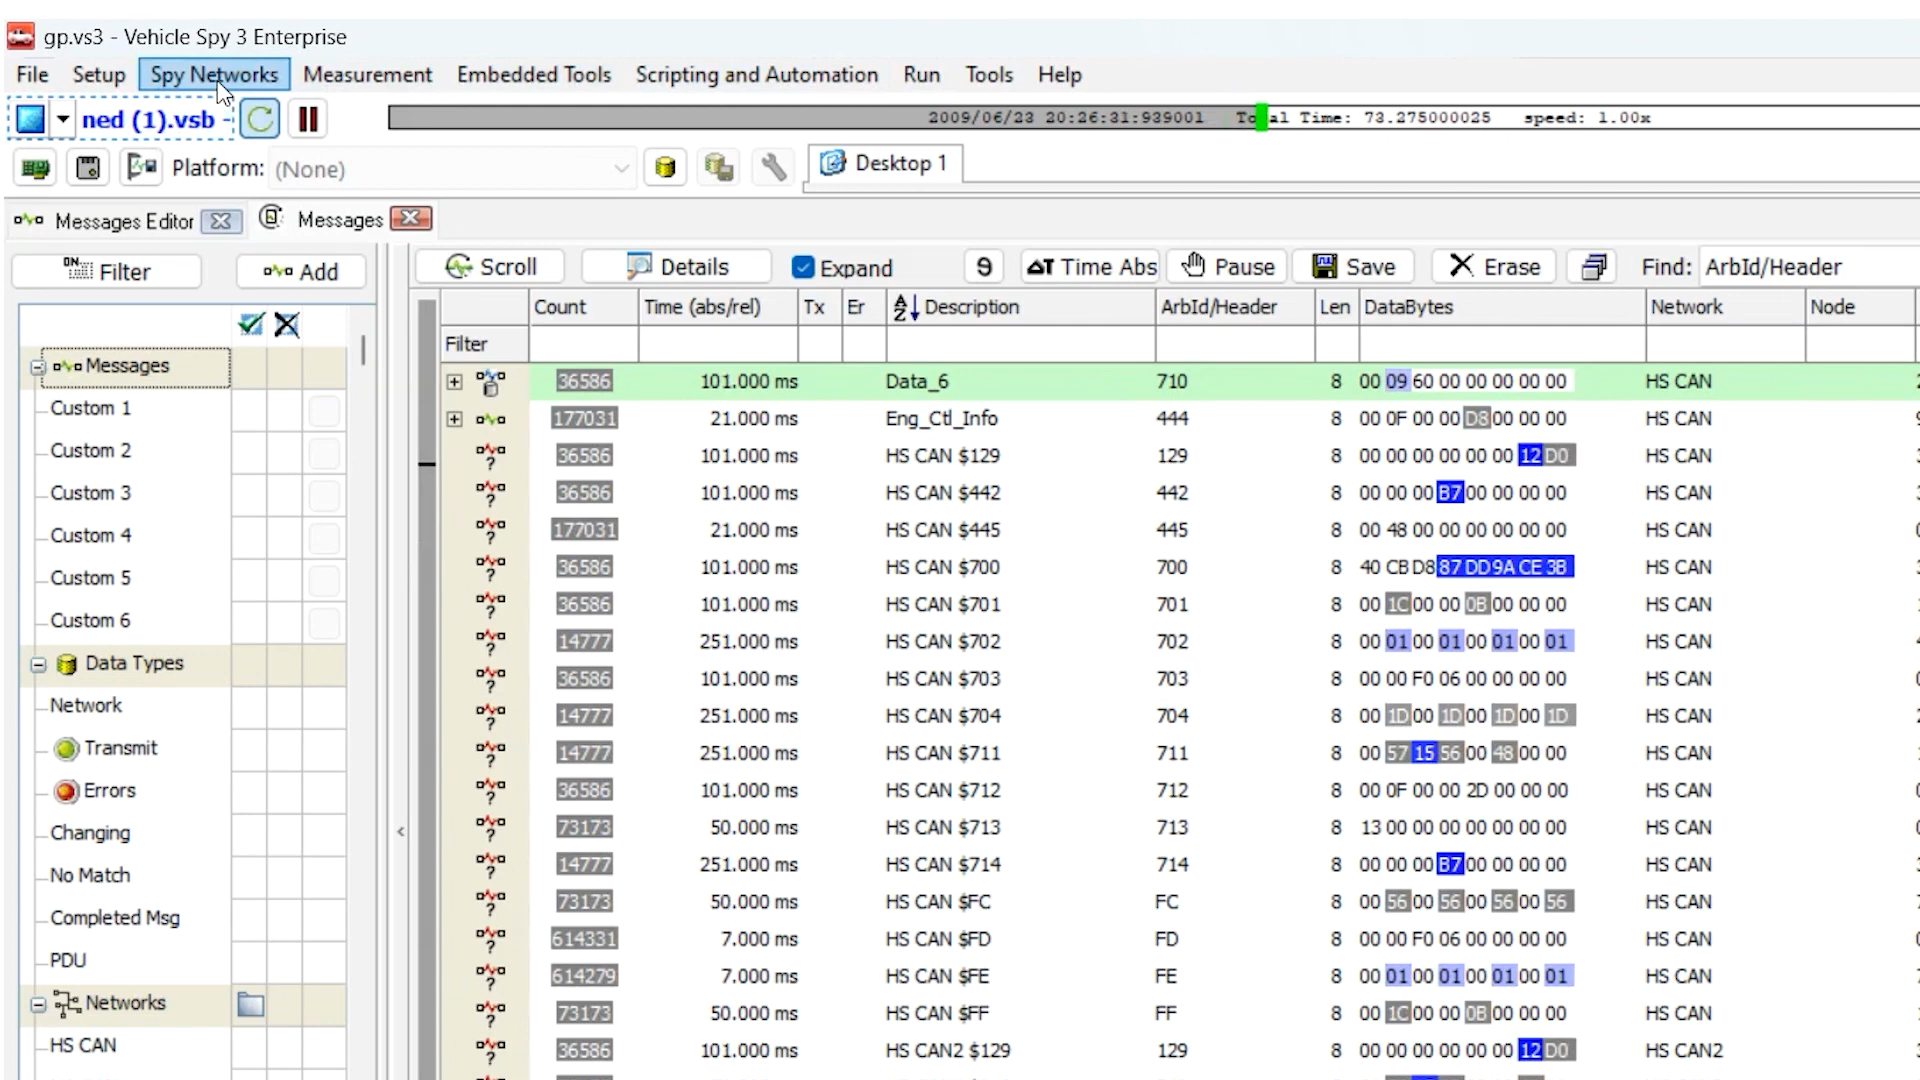 gp.vs3 - Vehicle Spy 3 Enterprise
File Setup Spy Networks Measurement Embedded Tools Scripting and Automation Run Tools Help
ned (1).vsb - 2009/06/23 20:26:31:939001 Total Time: 73.275000025 speed: 1.00x
Platform: (None) Desktop 1
Messages Editor Messages
Filter Add Scroll Details Expand 9 ΔT Time Abs Pause Save Erase Find: ArbId/Header
Count Time (abs/rel) Tx Er Description ArbId/Header Len DataBytes Network Node
Filter
Messages
Custom 1
Custom 2
Custom 3
Custom 4
Custom 5
Custom 6
Data Types
Network
Transmit
Errors
Changing
No Match
Completed Msg
PDU
Networks
HS CAN
36586 101.000 ms Data_6 710 8 00 09 60 00 00 00 00 00 HS CAN
177031 21.000 ms Eng_Ctl_Info 444 8 00 0F 00 00 D8 00 00 00 HS CAN
36586 101.000 ms HS CAN $129 129 8 00 00 00 00 00 00 12 D0 HS CAN
36586 101.000 ms HS CAN $442 442 8 00 00 00 B7 00 00 00 00 HS CAN
177031 21.000 ms HS CAN $445 445 8 00 48 00 00 00 00 00 00 HS CAN
36586 101.000 ms HS CAN $700 700 8 40 CB D8 87 DD 9A CE 3B HS CAN
36586 101.000 ms HS CAN $701 701 8 00 1C 00 00 0B 00 00 00 HS CAN
14777 251.000 ms HS CAN $702 702 8 00 01 00 01 00 01 00 01 HS CAN
36586 101.000 ms HS CAN $703 703 8 00 00 F0 06 00 00 00 00 HS CAN
14777 251.000 ms HS CAN $704 704 8 00 1D 00 1D 00 1D 00 1D HS CAN
14777 251.000 ms HS CAN $711 711 8 00 57 15 56 00 48 00 00 HS CAN
36586 101.000 ms HS CAN $712 712 8 00 0F 00 00 2D 00 00 00 HS CAN
73173 50.000 ms HS CAN $713 713 8 13 00 00 00 00 00 00 00 HS CAN
14777 251.000 ms HS CAN $714 714 8 00 00 00 B7 00 00 00 00 HS CAN
73173 50.000 ms HS CAN $FC FC 8 00 56 00 56 00 56 00 56 HS CAN
614331 7.000 ms HS CAN $FD FD 8 00 00 F0 06 00 00 00 00 HS CAN
614279 7.000 ms HS CAN $FE FE 8 00 01 00 01 00 01 00 01 HS CAN
73173 50.000 ms HS CAN $FF FF 8 00 1C 00 00 0B 00 00 00 HS CAN
36586 101.000 ms HS CAN2 $129 129 8 00 00 00 00 00 00 12 D0 HS CAN2